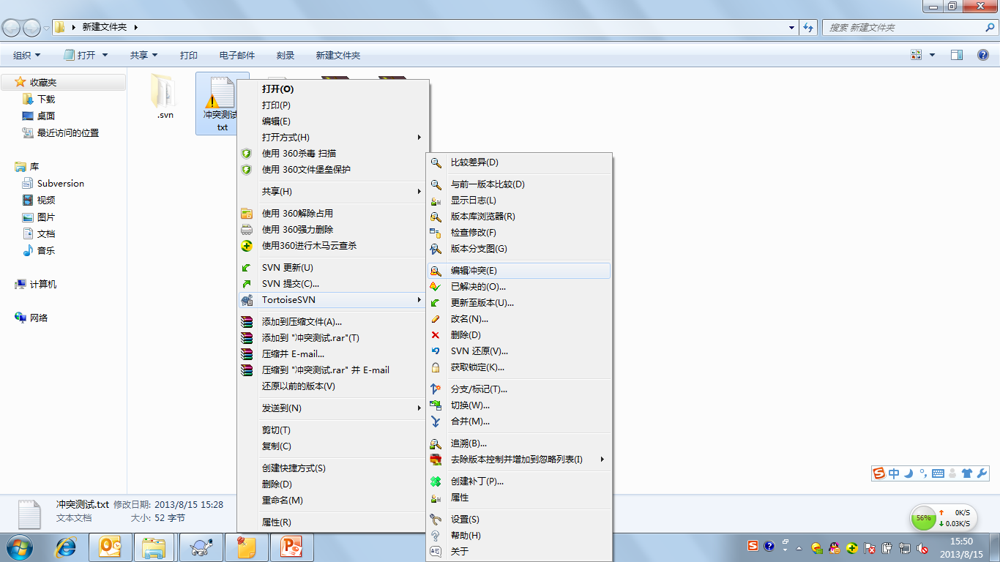 新建文件夹
搜索 新建文件夹
组织 打开 共享 打印 电子邮件 刻录 新建文件夹
收藏夹
下载
桌面
最近访问的位置
库
Subversion
视频
图片
文档
音乐
计算机
网络
.svn
冲突测试
txt
打开(O)
打印(P)
编辑(E)
打开方式(H)
使用 360杀毒 扫描
使用 360文件堡垒保护
共享(H)
使用 360解除占用
使用 360强力删除
使用360进行木马云查杀
SVN 更新(U)
SVN 提交(C)...
TortoiseSVN
添加到压缩文件(A)...
添加到 "冲突测试.rar"(T)
压缩并 E-mail...
压缩到 "冲突测试.rar" 并 E-mail
还原以前的版本(V)
发送到(N)
剪切(T)
复制(C)
创建快捷方式(S)
删除(D)
重命名(M)
属性(R)
比较差异(D)
与前一版本比较(D)
显示日志(L)
版本库浏览器(R)
检查修改(F)
版本分支图(G)
编辑冲突(E)
已解决的(O)...
更新至版本(U)...
改名(N)...
删除(D)
SVN 还原(V)...
获取锁定(K)...
分支/标记(T)...
切换(W)...
合并(M)...
追溯(B)...
去除版本控制并增加到忽略列表(I)
创建补丁(P)...
属性
设置(S)
帮助(H)
关于
中
冲突测试.txt 修改日期: 2013/8/15 15:28
文本文档 大小: 52 字节
56% 0K/S
0.03K/S
15:50
2013/8/15